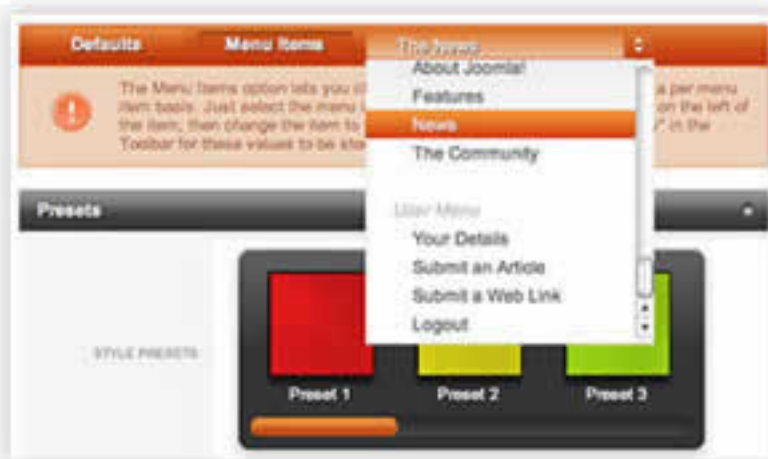 Defaults Menu Items The News
The Menu Items option lets you a per menu
item basis. Just select the menu on the left of
the item, then change the item to " in the
Toolbar for these values to be
About Joomla!
Features
News
The Community
User Menu
Your Details
Submit an Article
Submit a Web Link
Logout
Presets
STYLE PRESETS
Preset 1 Preset 2 Preset 3